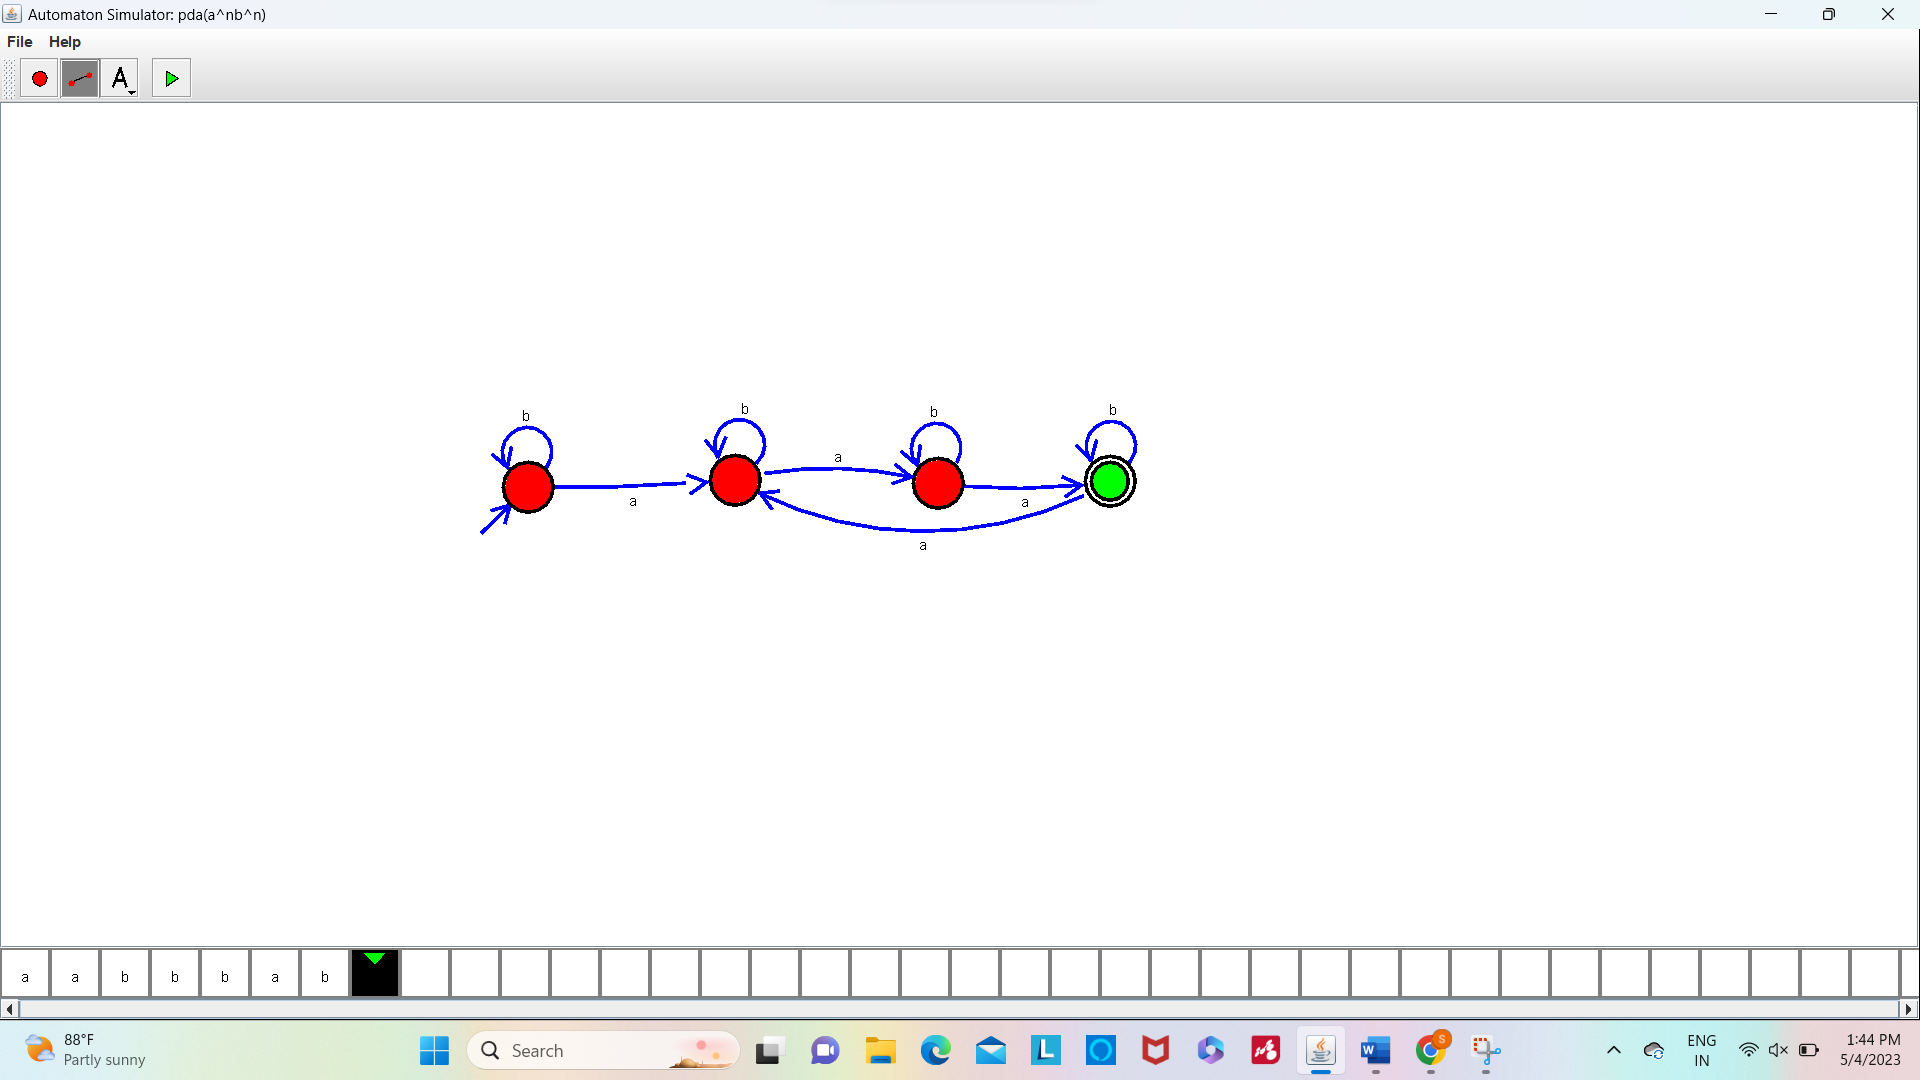 Automaton Simulator: pda(a^nb^n)
File Help
A
b b b b
a a a
a
a a b b b a b
88°F
Partly sunny
Search
ENG
IN
1:44 PM
5/4/2023
L
W
S